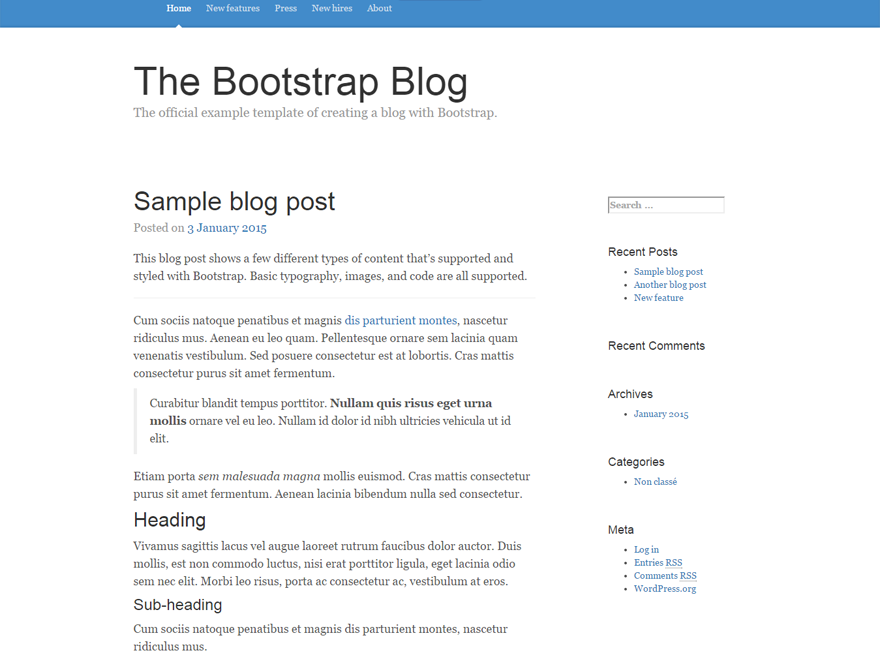 Home New features Press New hires About
The Bootstrap Blog
The official example template of creating a blog with Bootstrap.
Sample blog post
Posted on 3 January 2015
This blog post shows a few different types of content that’s supported and
styled with Bootstrap. Basic typography, images, and code are all supported.
Cum sociis natoque penatibus et magnis dis parturient montes, nascetur
ridiculus mus. Aenean eu leo quam. Pellentesque ornare sem lacinia quam
venenatis vestibulum. Sed posuere consectetur est at lobortis. Cras mattis
consectetur purus sit amet fermentum.
Curabitur blandit tempus porttitor. Nullam quis risus eget urna
mollis ornare vel eu leo. Nullam id dolor id nibh ultricies vehicula ut id
elit.
Etiam porta sem malesuada magna mollis euismod. Cras mattis consectetur
purus sit amet fermentum. Aenean lacinia bibendum nulla sed consectetur.
Heading
Vivamus sagittis lacus vel augue laoreet rutrum faucibus dolor auctor. Duis
mollis, est non commodo luctus, nisi erat porttitor ligula, eget lacinia odio
sem nec elit. Morbi leo risus, porta ac consectetur ac, vestibulum at eros.
Sub-heading
Cum sociis natoque penatibus et magnis dis parturient montes, nascetur
ridiculus mus.
Search ...
Recent Posts
Sample blog post
Another blog post
New feature
Recent Comments
Archives
January 2015
Categories
Non classé
Meta
Log in
Entries RSS
Comments RSS
WordPress.org